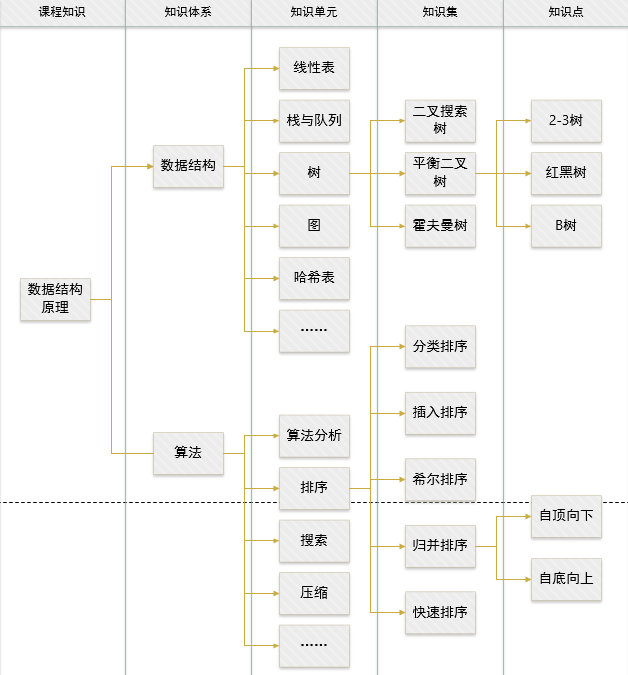 课程知识
知识体系
知识单元
知识集
知识点
数据结构
原理
数据结构
算法
线性表
栈与队列
树
图
哈希表
......
算法分析
排序
搜索
压缩
......
二叉搜索
树
平衡二叉
树
霍夫曼树
分类排序
插入排序
希尔排序
归并排序
快速排序
2-3树
红黑树
B树
自顶向下
自底向上